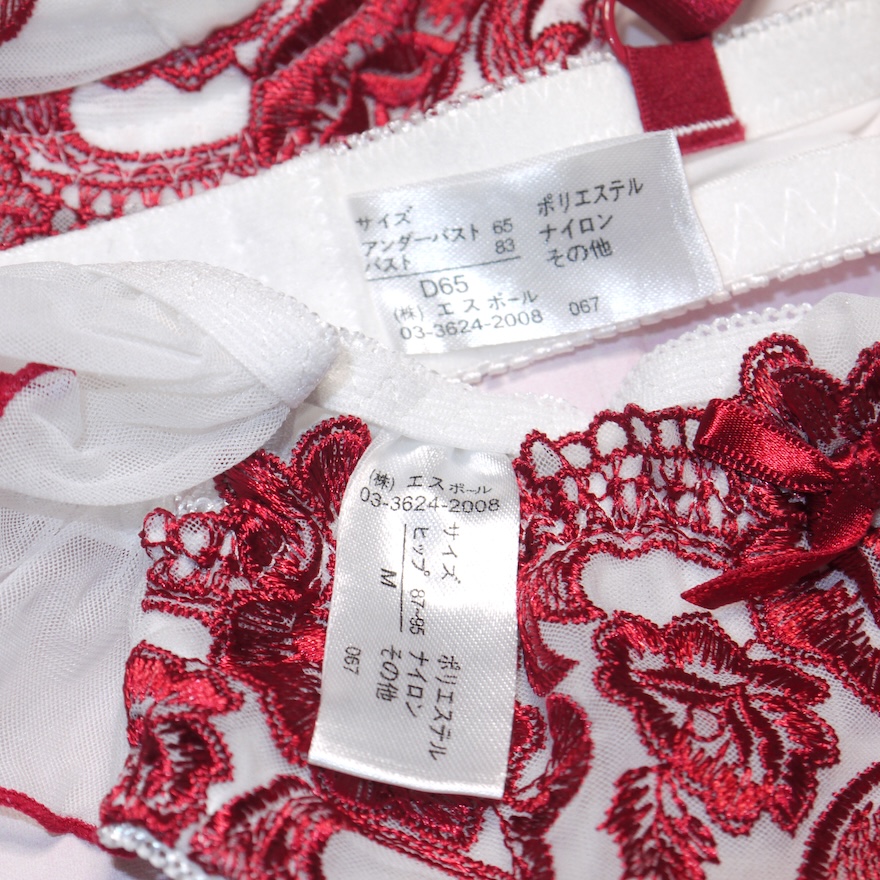 サイズ
アンダーバスト 65
バスト 83
D65
(株) エスポール
03-3624-2008
ポリエステル
ナイロン
その他
067
(株) エスポール
03-3624-2008
サイズ
ヒップ 87~95
M
ポリエステル
ナイロン
その他
067